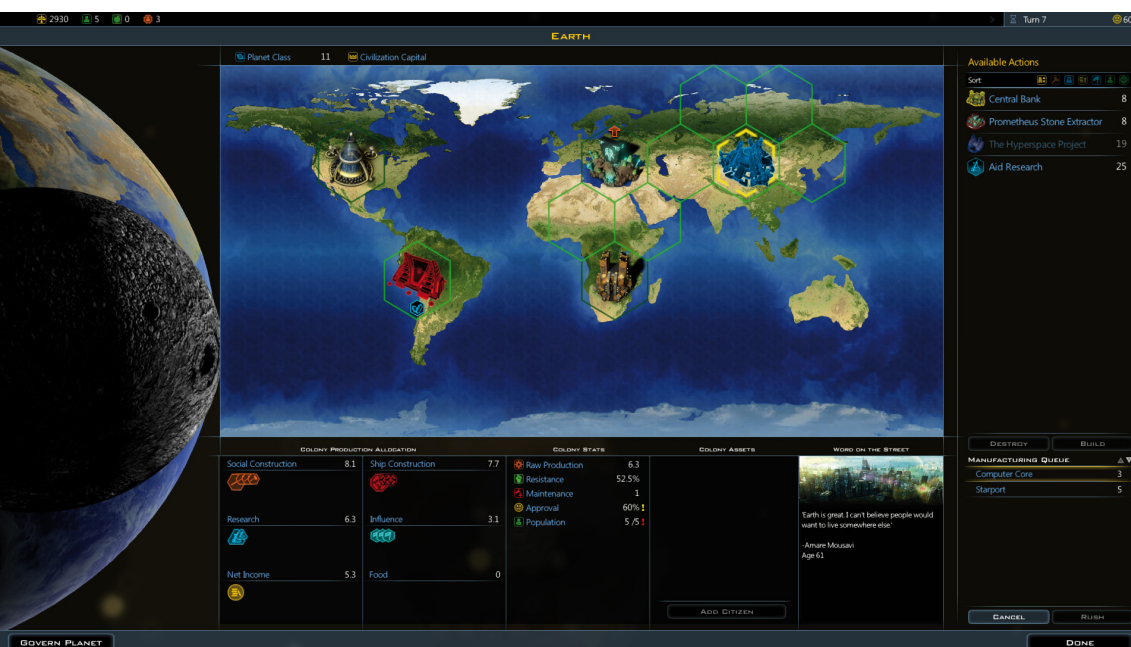 2930 5 0 3
Turn 7 60
EARTH
Planet Class 11 Civilization Capital
Available Actions
Sort
Central Bank 8
Prometheus Stone Extractor 8
The Hyperspace Project 19
Aid Research 25
DESTROY BUILD
MANUFACTURING QUEUE
Computer Core 3
Starport 5
CANCEL RUSH
COLONY PRODUCTION ALLOCATION
Social Construction 8.1 Ship Construction 7.7
Research 6.3 Influence 3.1
Net Income 5.3 Food 0
COLONY STATS
Raw Production 6.3
Resistance 52.5%
Maintenance 1
Approval 60% !
Population 5 /5 !
COLONY ASSETS
ADD CITIZEN
WORD ON THE STREET
'Earth is great. I can't believe people would
want to live somewhere else.'
-Amare Mousavi
Age 61
GOVERN PLANET DONE